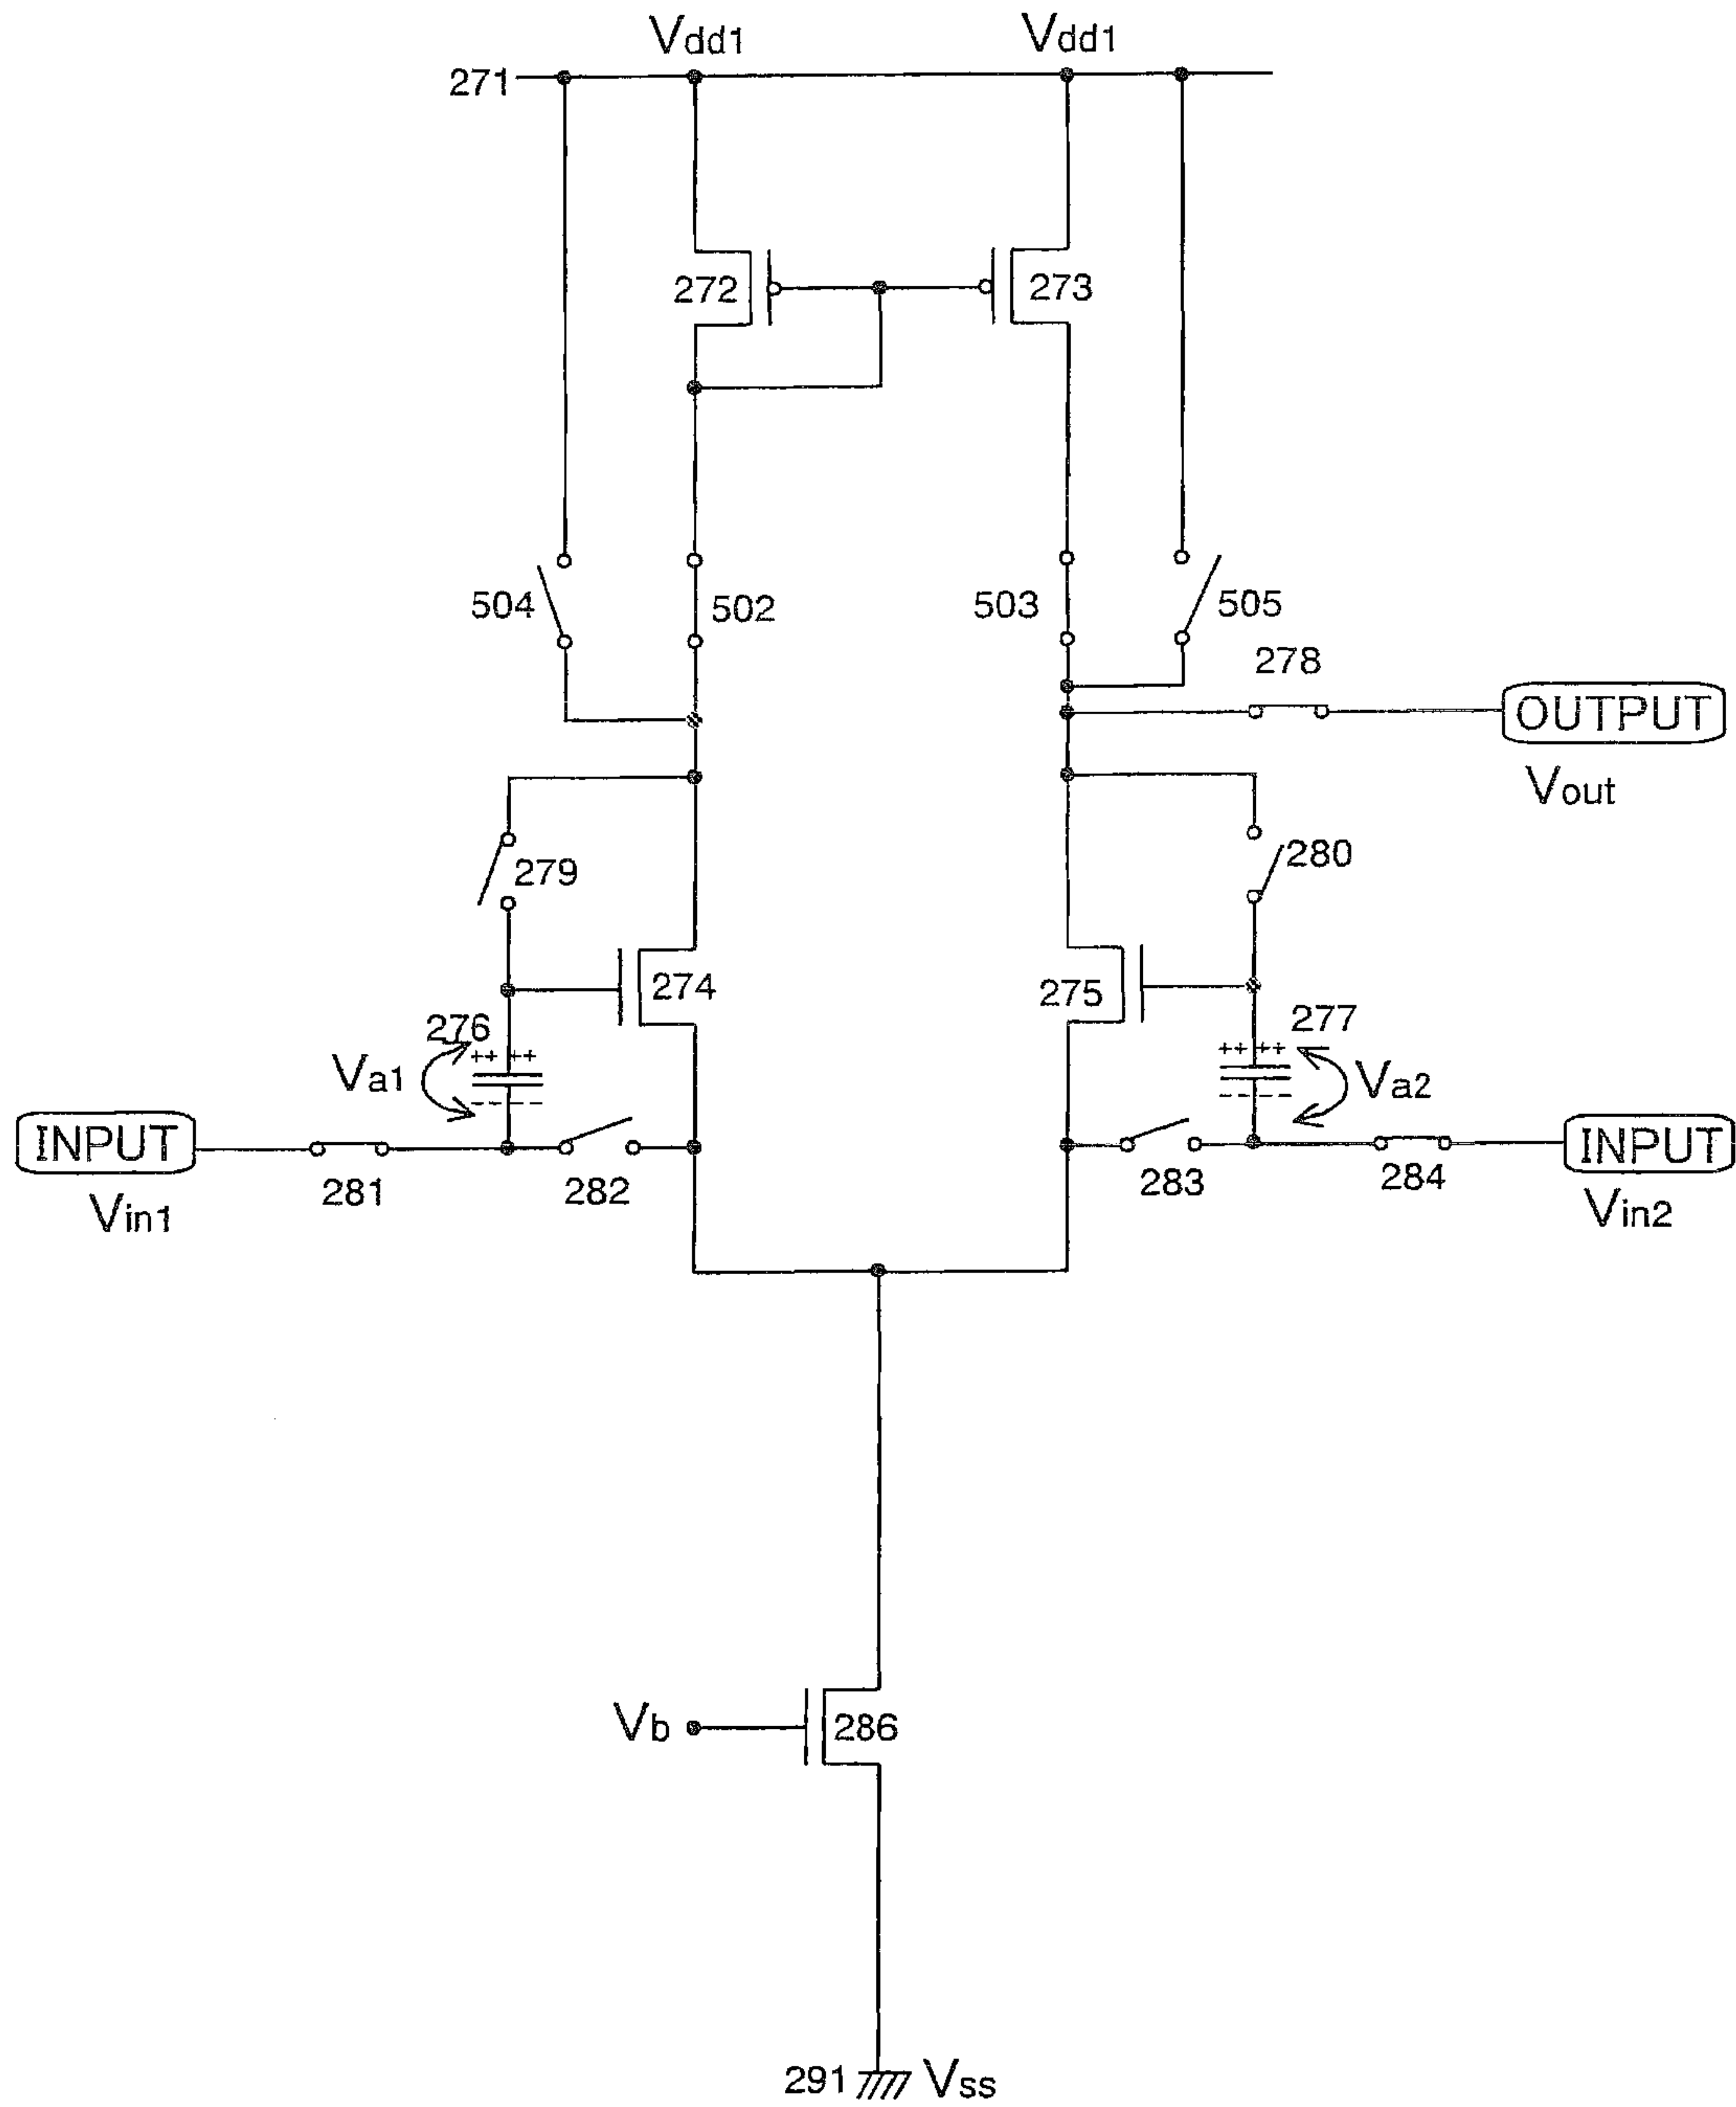 Vdd1 Vdd1
271
272 273
504 502 503 505
278
OUTPUT
Vout
279 280
274 275
276 277
++ ++ ++ ++
Va1 Va2
---- ----
INPUT INPUT
281 282 283 284
Vin1 Vin2
Vb 286
291 Vss